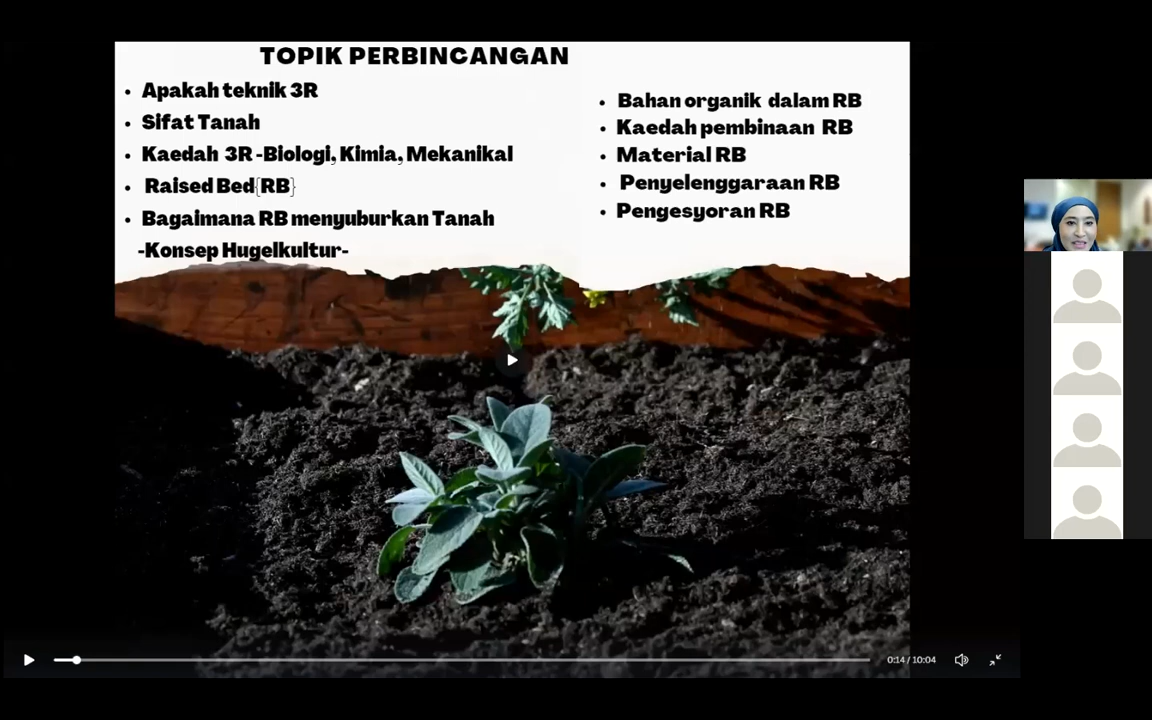 TOPIK PERBINCANGAN
• Apakah teknik 3R
• Sifat Tanah
• Kaedah 3R -Biologi, Kimia, Mekanikal
• Raised Bed{RB}
• Bagaimana RB menyuburkan Tanah
-Konsep Hugelkultur-
• Bahan organik dalam RB
• Kaedah pembinaan RB
• Material RB
• Penyelenggaraan RB
• Pengesyoran RB
0:14 / 10:04